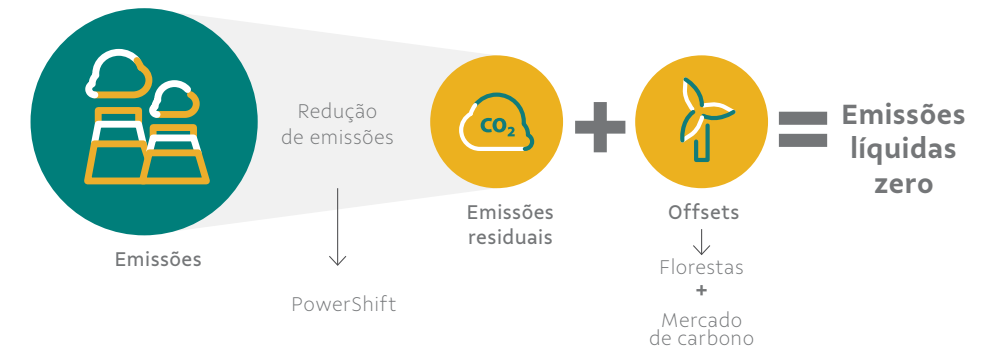 Emissões
Redução
de emissões
PowerShift
CO₂
Emissões
residuais
+
Offsets
Florestas
+
Mercado
de carbono
=
Emissões
líquidas
zero